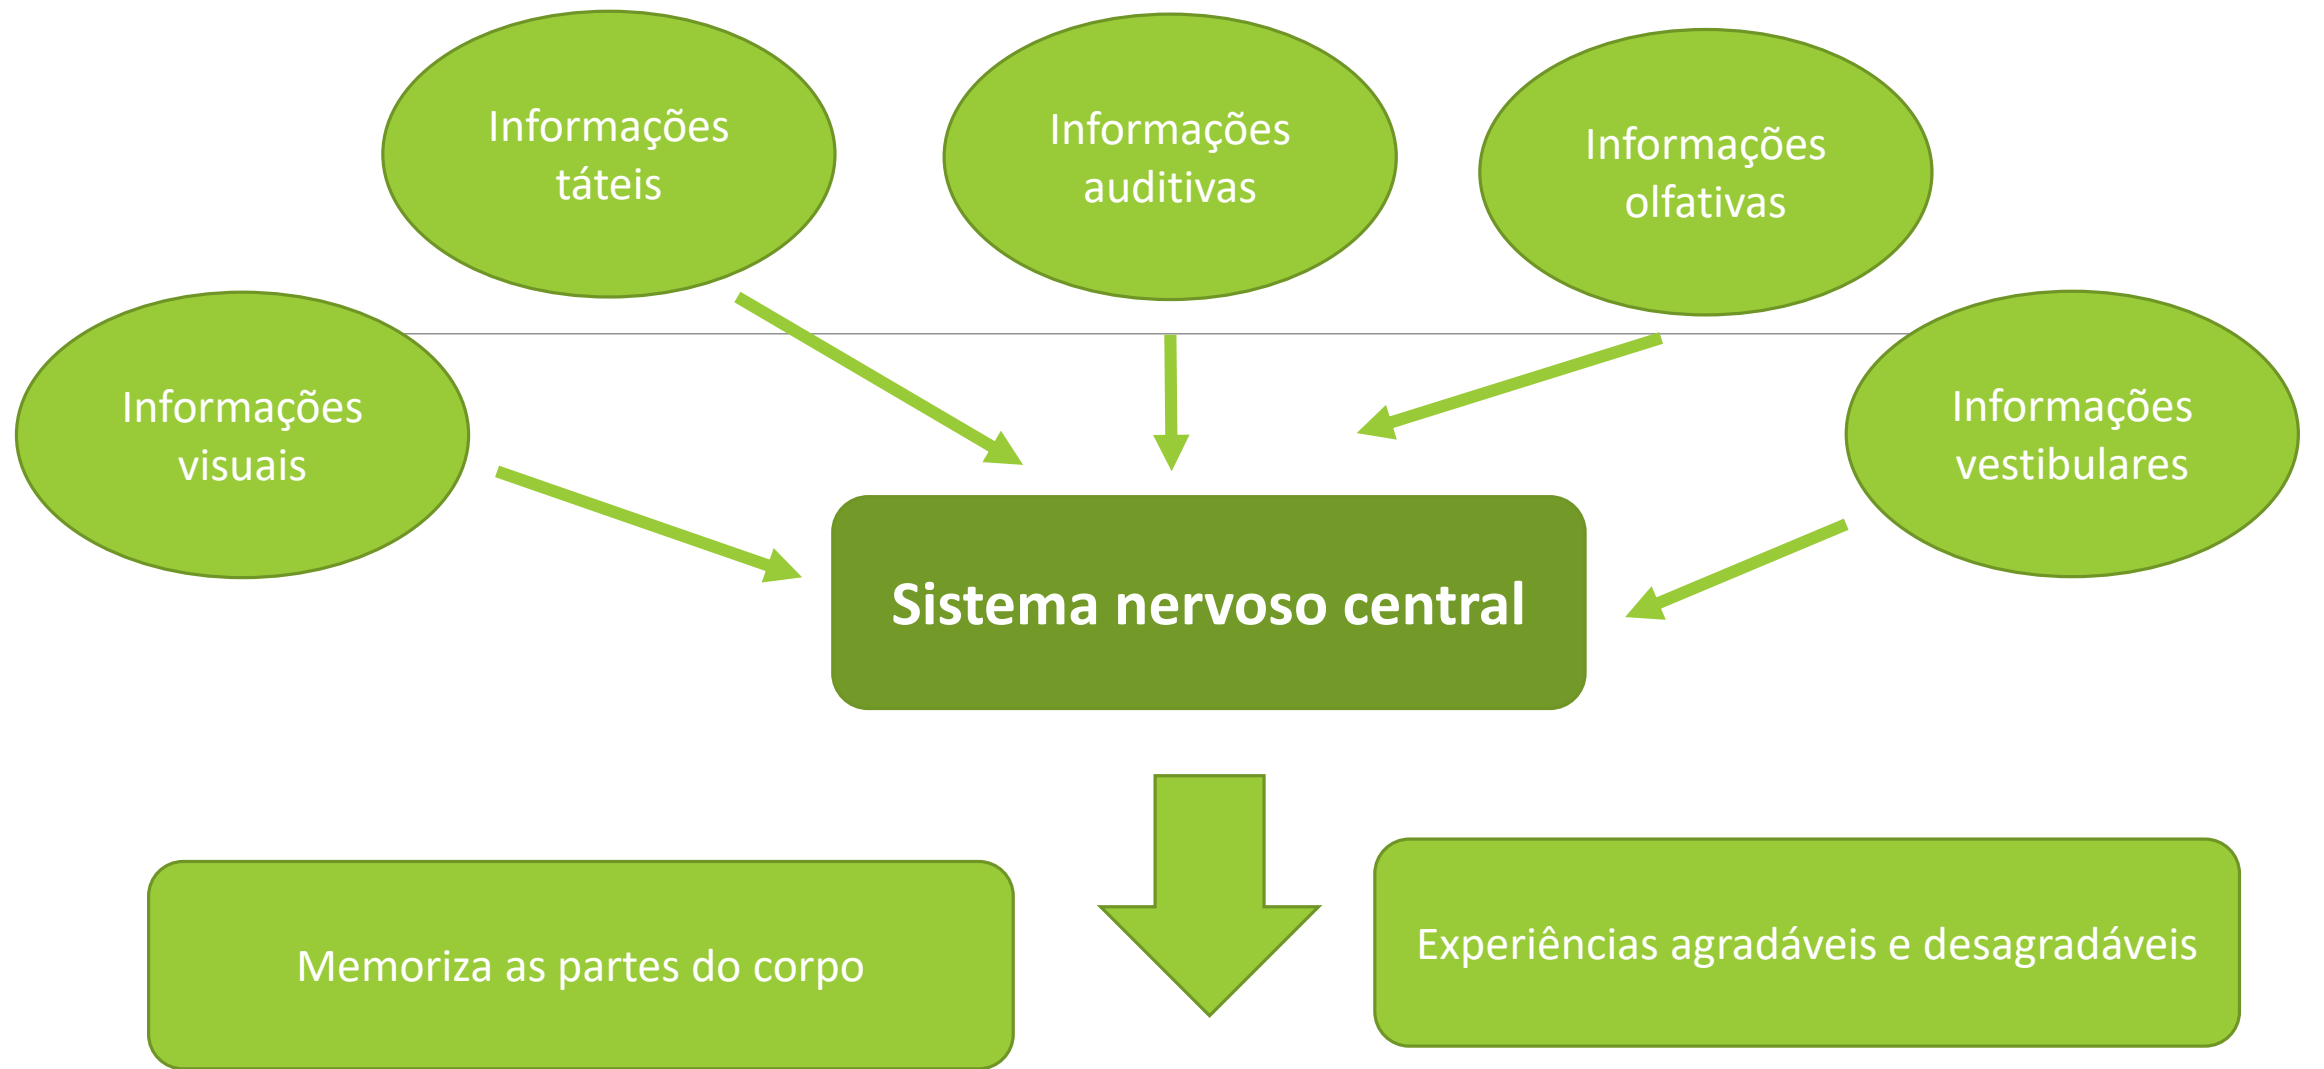 Informações
táteis
Informações
auditivas
Informações
olfativas
Informações
visuais
Informações
vestibulares
Sistema nervoso central
Memoriza as partes do corpo
Experiências agradáveis e desagradáveis